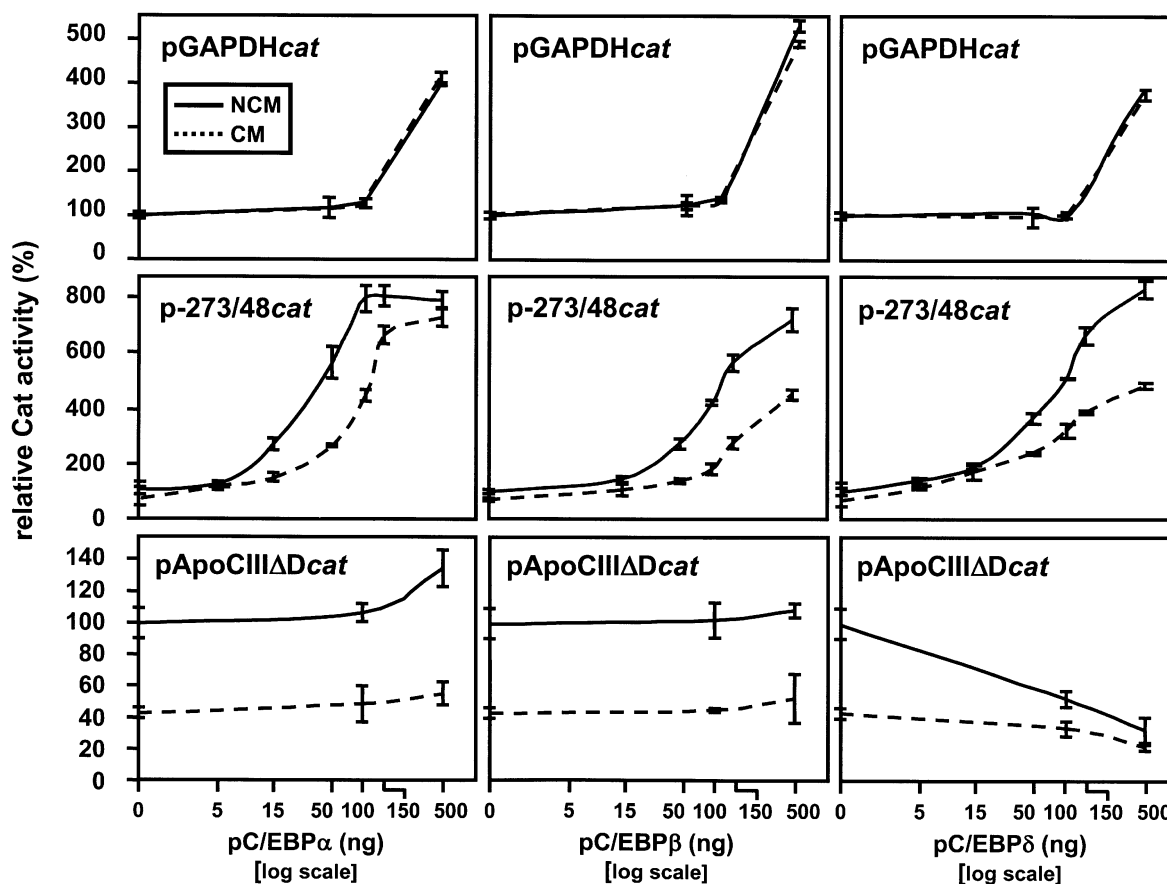 relative Cat activity (%)
pGAPDHcat
pGAPDHcat
pGAPDHcat
NCM
CM
500
400
300
200
100
0
p-273/48cat
p-273/48cat
p-273/48cat
800
600
400
200
0
pApoCIIIΔDcat
pApoCIIIΔDcat
pApoCIIIΔDcat
140
120
100
80
60
40
20
0
0 5 15 50 100 150 500
0 5 15 50 100 150 500
0 5 15 50 100 150 500
pC/EBPα (ng)
pC/EBPβ (ng)
pC/EBPδ (ng)
[log scale]
[log scale]
[log scale]